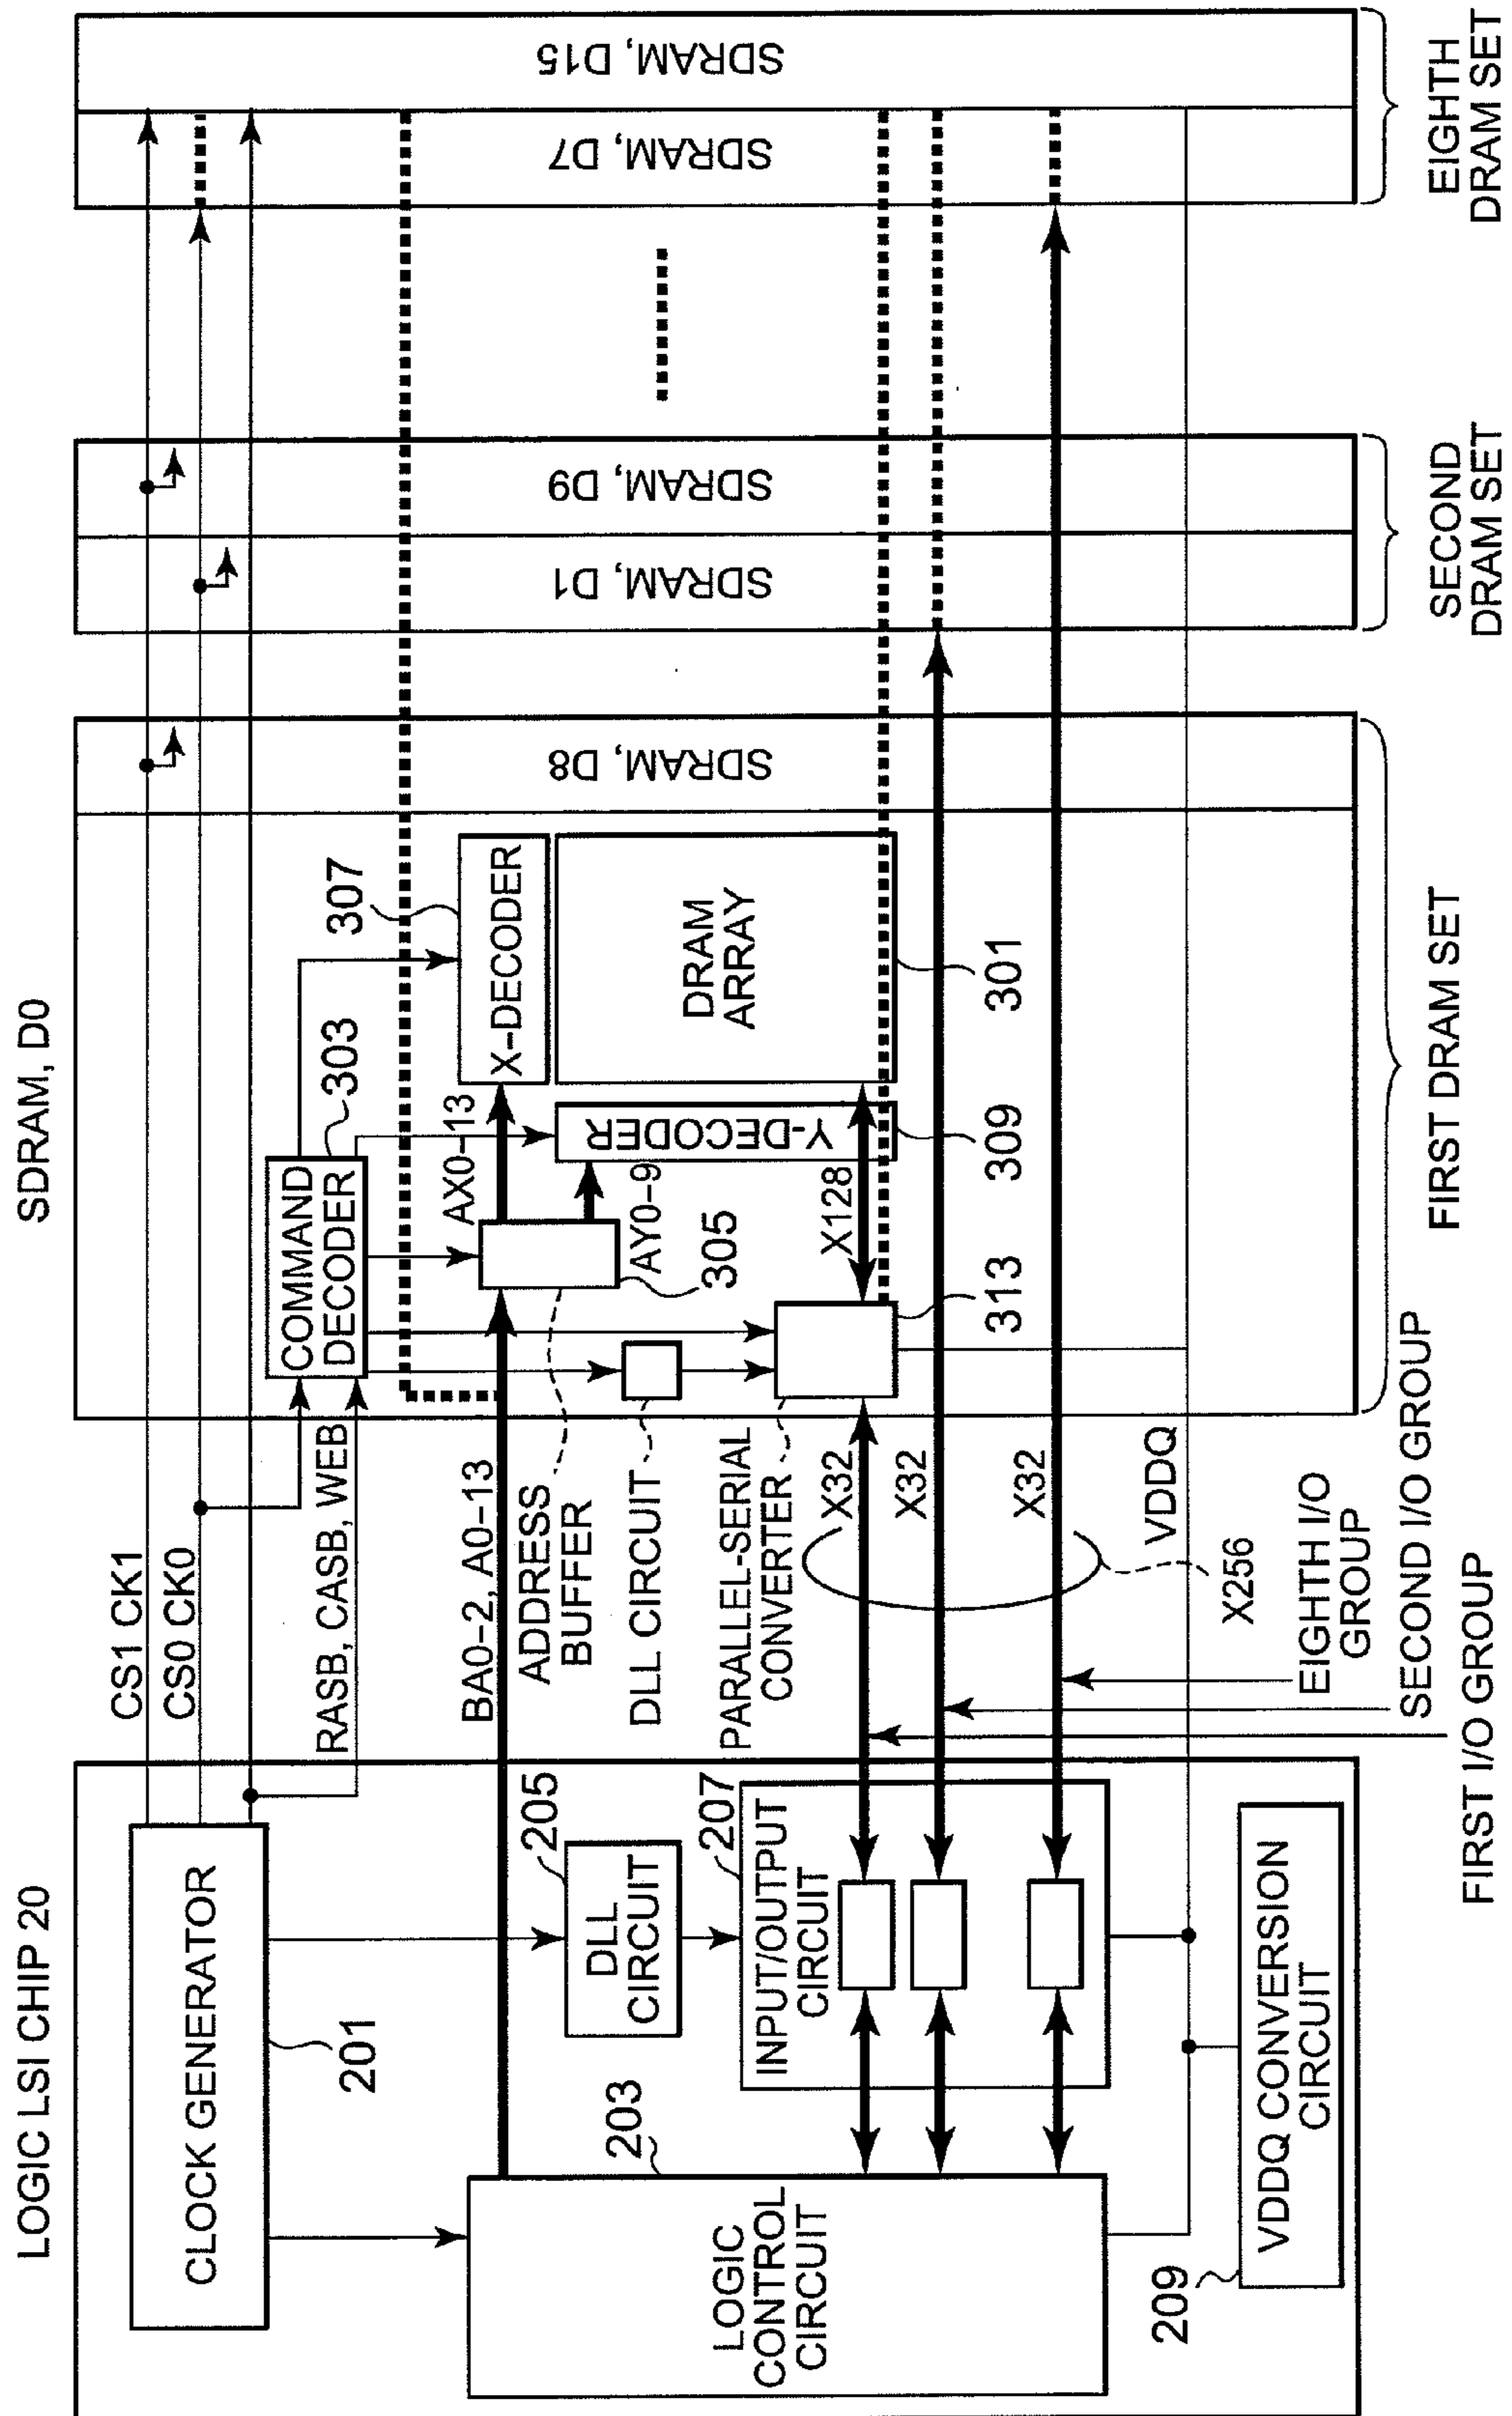 LOGIC LSI CHIP 20
CLOCK GENERATOR
201
LOGIC
CONTROL
CIRCUIT
203
DLL
CIRCUIT
205
INPUT/OUTPUT
CIRCUIT
207
VDDQ CONVERSION
CIRCUIT
209
CS1 CK1
CS0 CK0
RASB, CASB, WEB
BA0-2, A0-13
ADDRESS
BUFFER
DLL CIRCUIT
PARALLEL-SERIAL
CONVERTER
X32
X32
X32
VDDQ
X256
EIGHTH I/O
GROUP
SECOND I/O GROUP
FIRST I/O GROUP
SDRAM, D0
COMMAND
DECODER
303
AX0-13
AY0-9
305
X-DECODER
307
Y-DECODER
309
DRAM
ARRAY
301
X128
313
SDRAM, D8
FIRST DRAM SET
SDRAM, D1
SDRAM, D9
SECOND
DRAM SET
SDRAM, D7
SDRAM, D15
EIGHTH
DRAM SET